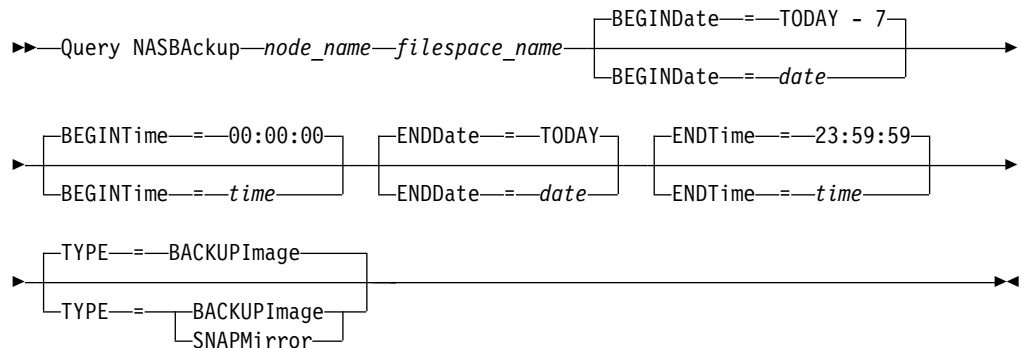 BEGINDate = TODAY - 7
Query NASBAckup node_name filespace_name
BEGINDate = date
BEGINTime = 00:00:00 ENDDate = TODAY ENDTime = 23:59:59
BEGINTime = time ENDDate = date ENDTime = time
TYPE = BACKUPImage
TYPE = BACKUPImage
SNAPMirror